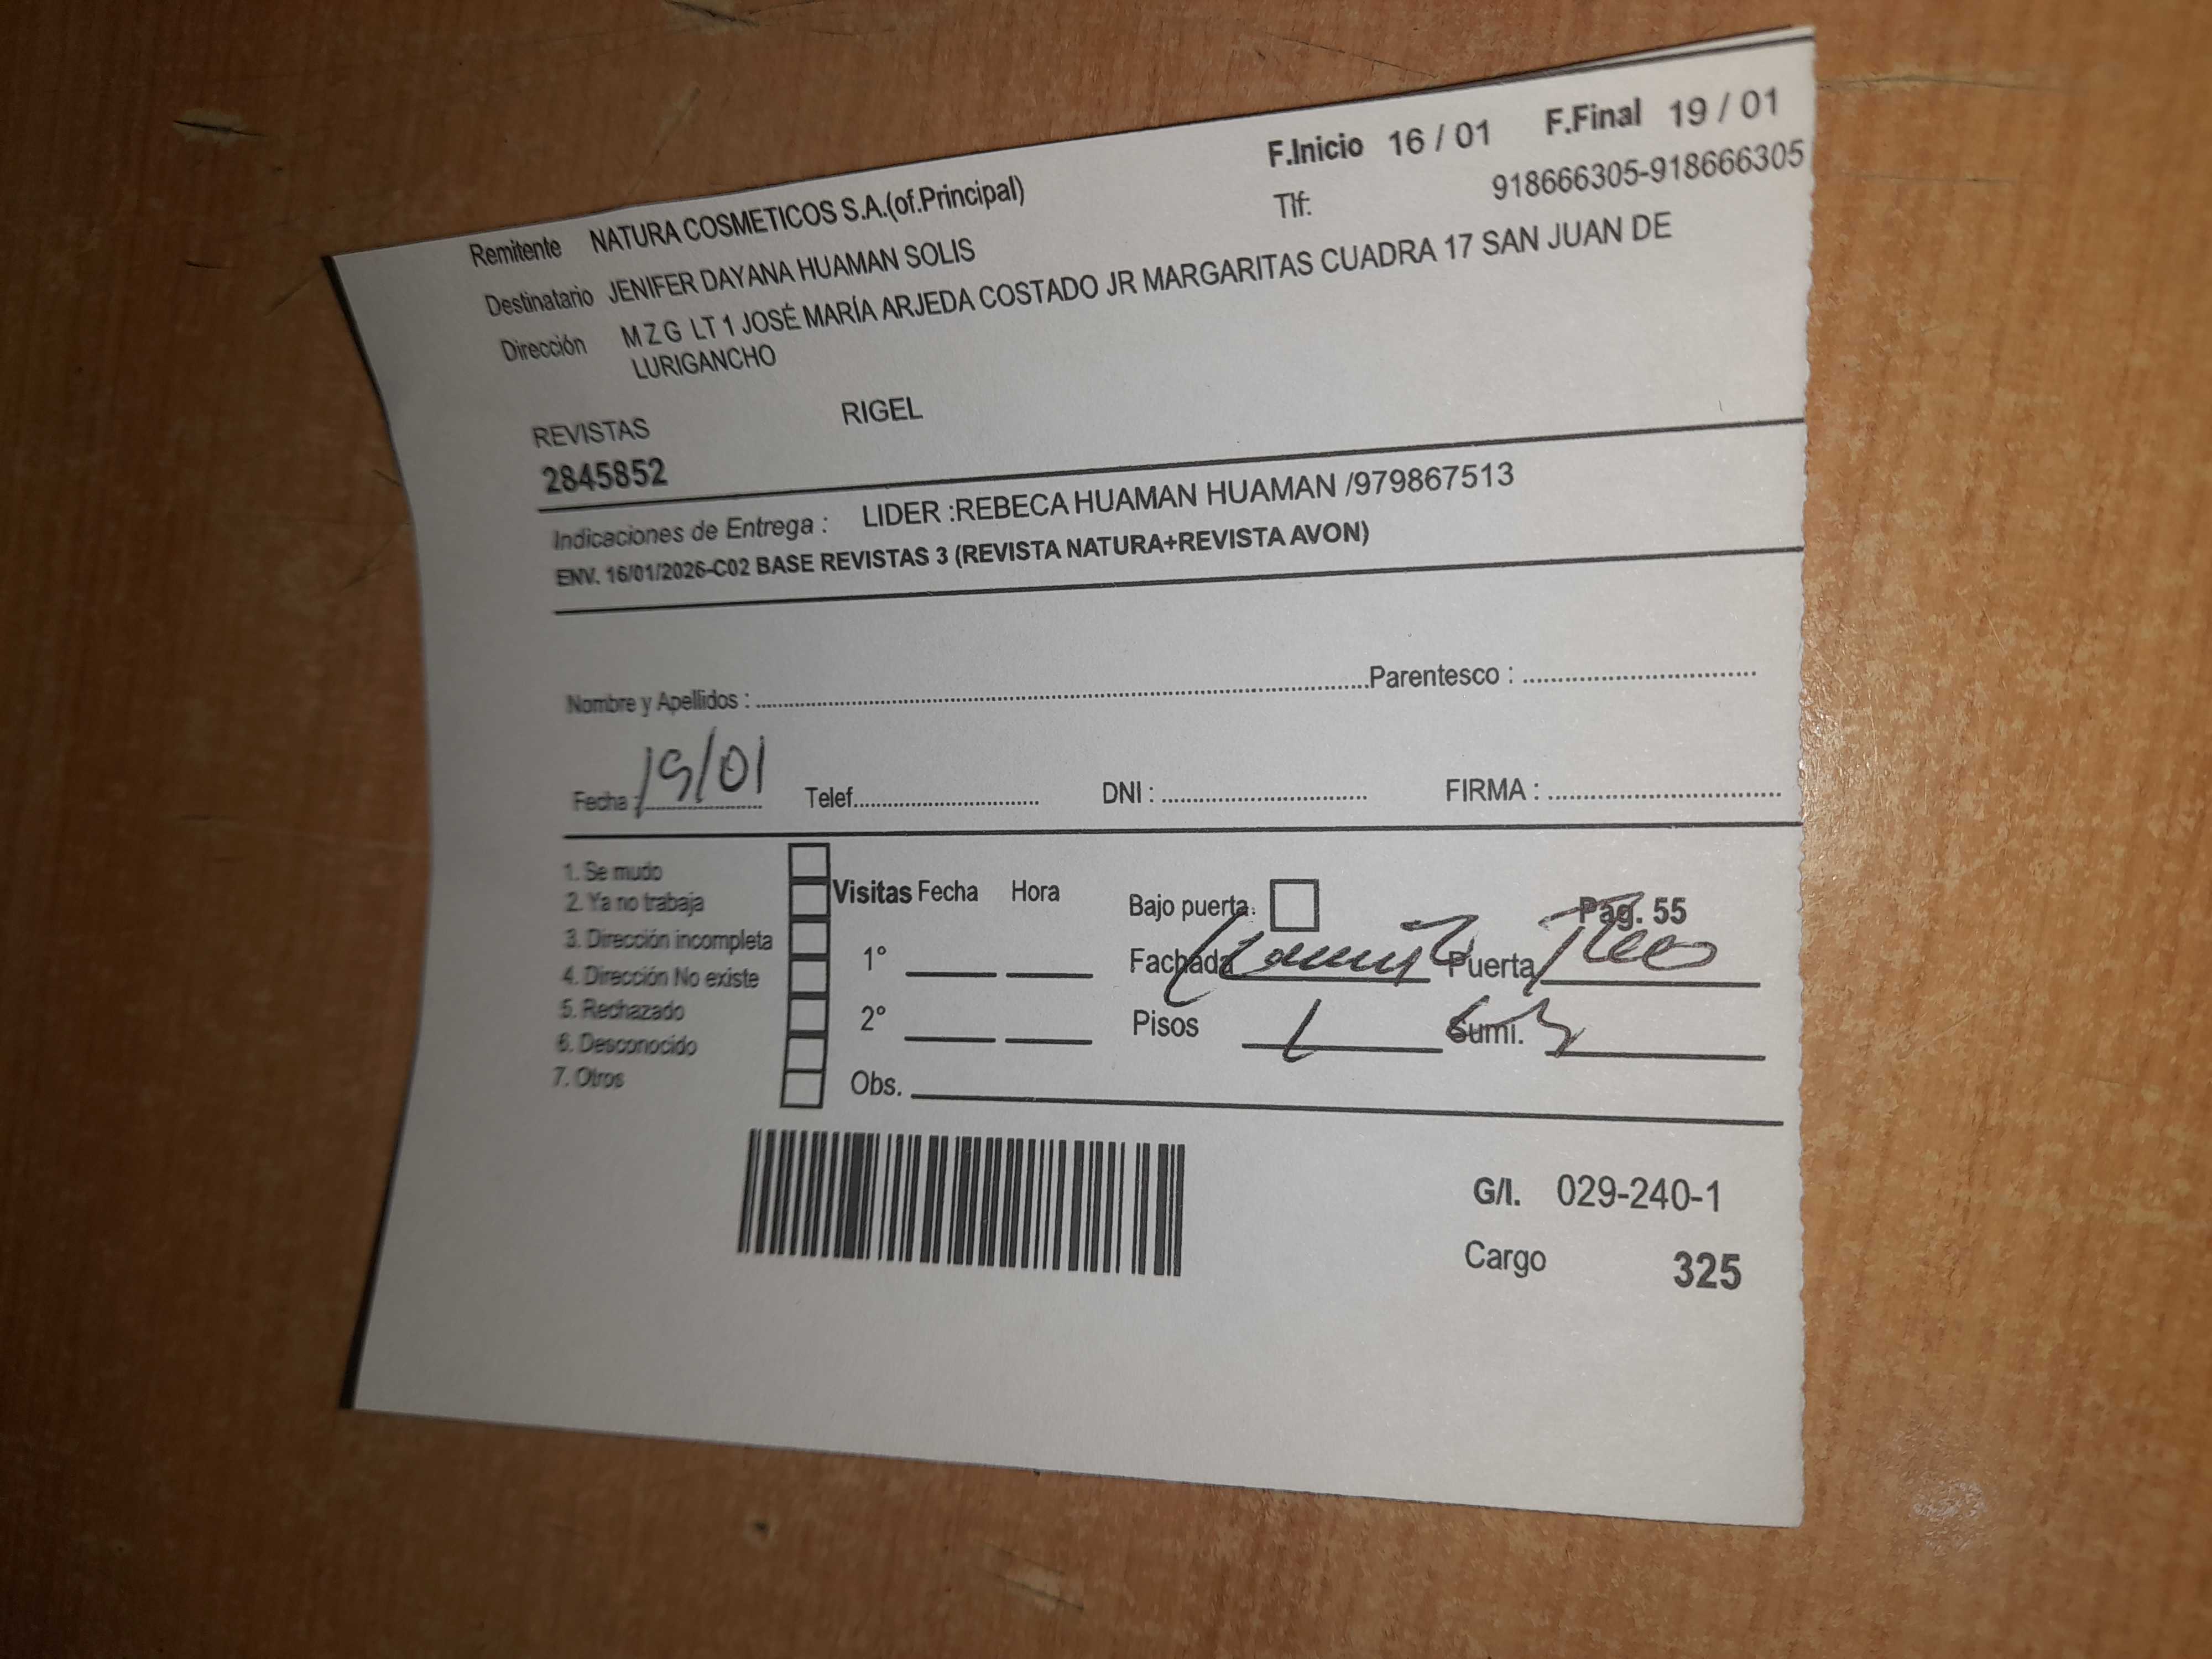 F.Inicio 16 / 01 F.Final 19 / 01
Remitente NATURA COSMETICOS S.A.(of.Principal) Tlf: 918666305-918666305
Destinatario JENIFER DAYANA HUAMAN SOLIS
Dirección M Z G LT 1 JOSÉ MARÍA ARJEDA COSTADO JR MARGARITAS CUADRA 17 SAN JUAN DE
LURIGANCHO
REVISTAS RIGEL
2845852
Indicaciones de Entrega : LIDER :REBECA HUAMAN HUAMAN /979867513
ENV. 16/01/2026-C02 BASE REVISTAS 3 (REVISTA NATURA+REVISTA AVON)
Nombre y Apellidos : Parentesco :
Fecha : 19/01 Telef. DNI : FIRMA :
1. Se mudo
2. Ya no trabaja
3. Dirección incompleta
4. Dirección No existe
5. Rechazado
6. Desconocido
7. Otros
Visitas Fecha Hora
1°
2°
Obs.
Bajo puerta. Pag. 55
Fachada Puerta
Pisos 1 Sumi.
G/I. 029-240-1
Cargo 325